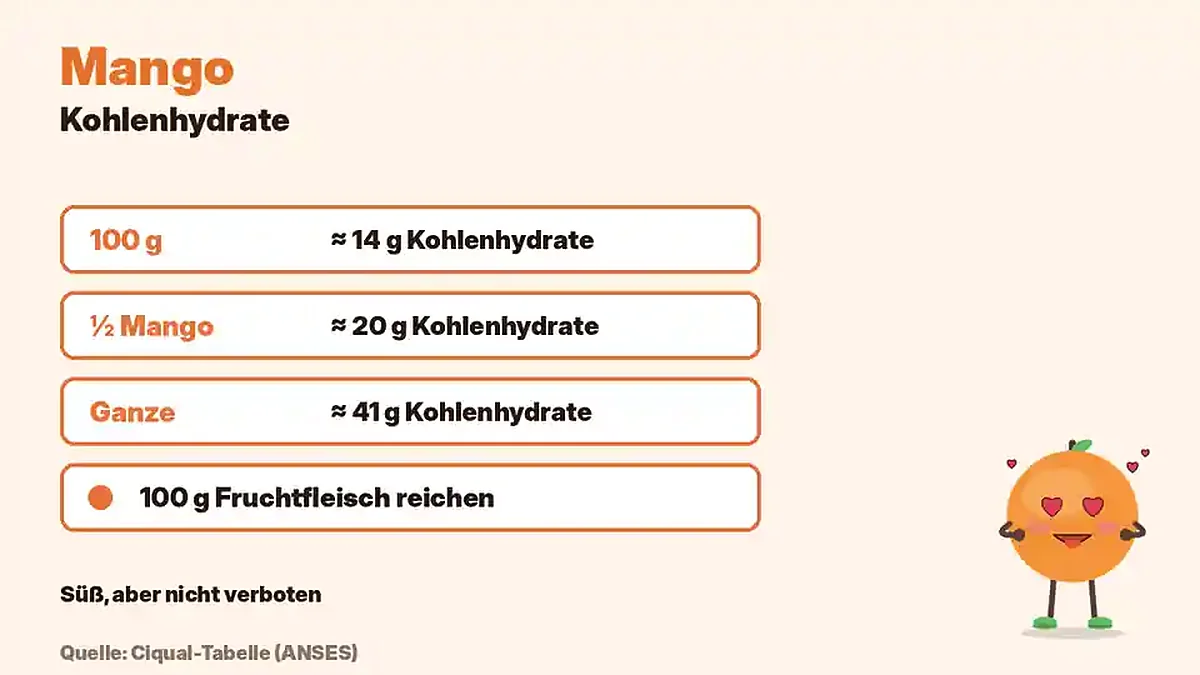 Mango
Kohlenhydrate
100 g ≈ 14 g Kohlenhydrate
½ Mango ≈ 20 g Kohlenhydrate
Ganze ≈ 41 g Kohlenhydrate
100 g Fruchtfleisch reichen
Süß, aber nicht verboten
Quelle: Ciqual-Tabelle (ANSES)